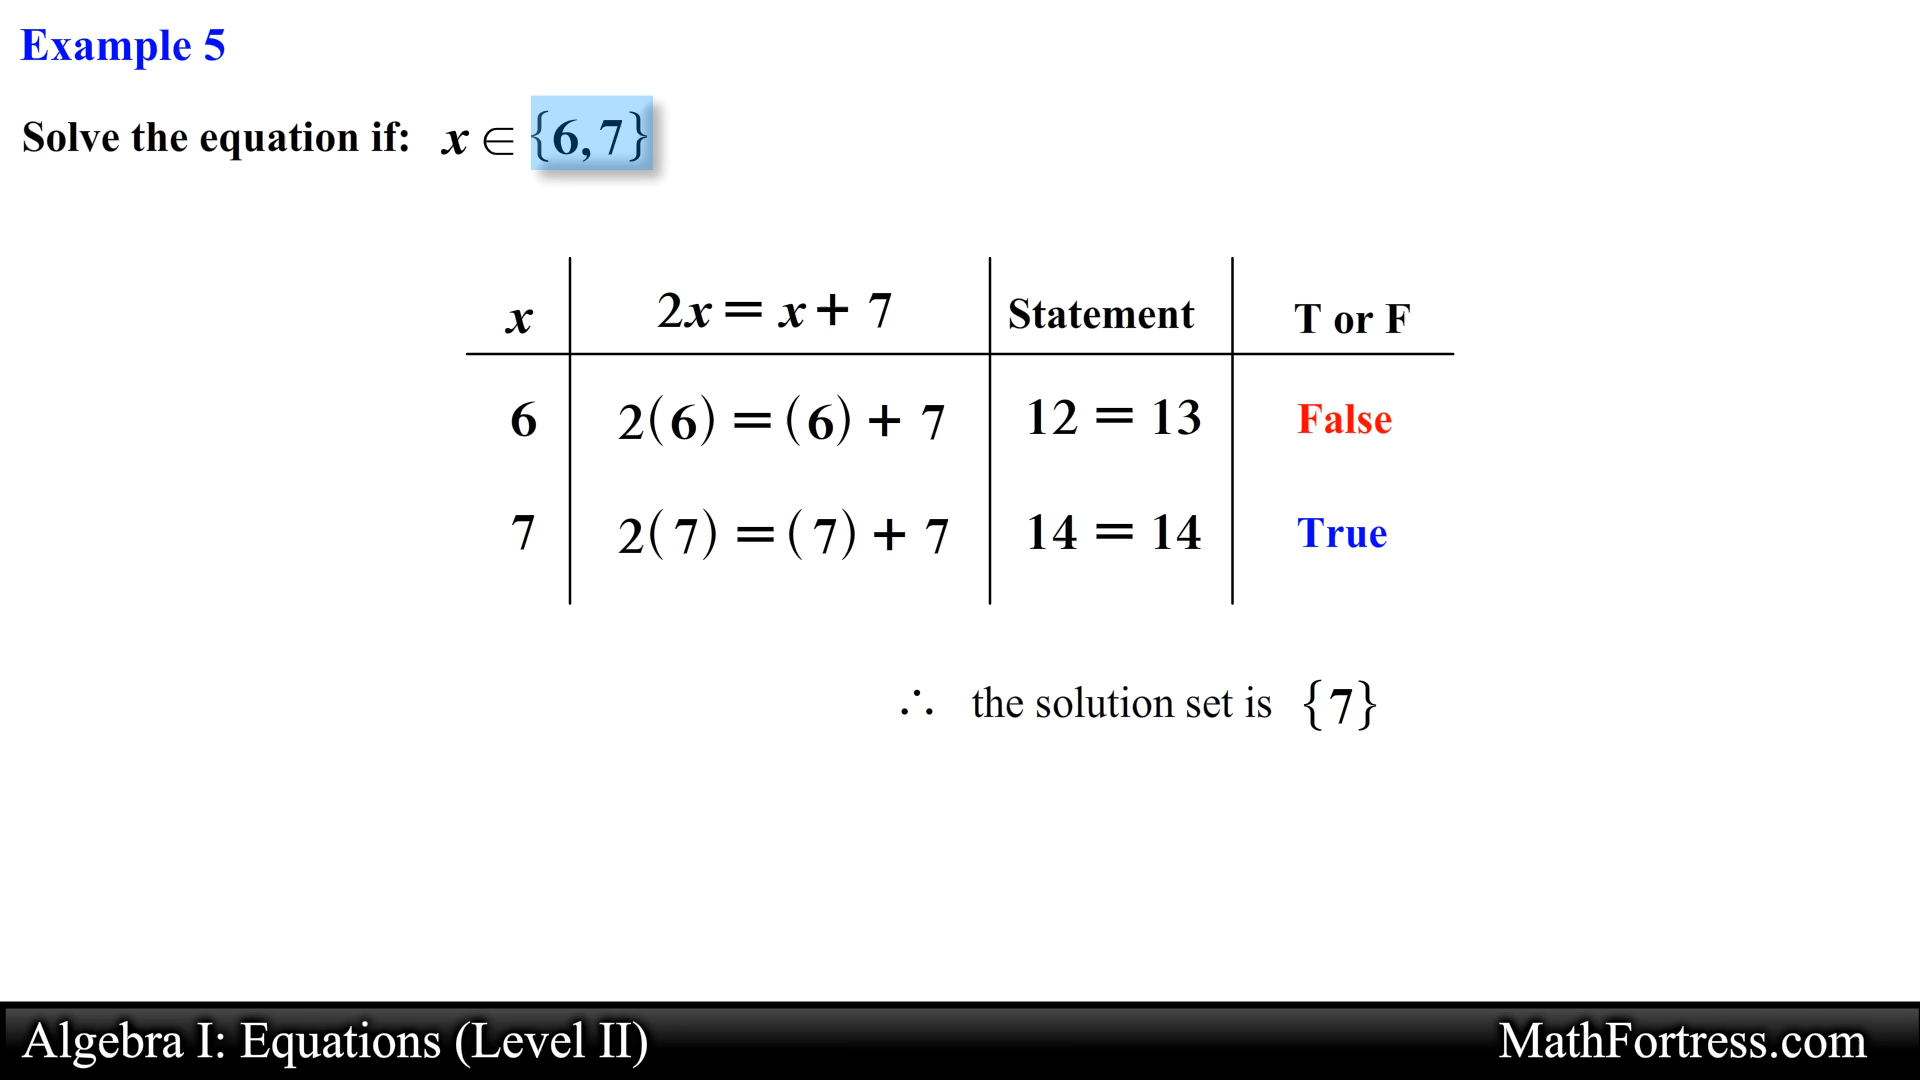 Example 5
Solve the equation if: x ∈ {6, 7}
x 2x = x + 7 Statement T or F
6 2(6) = (6) + 7 12 = 13 False
7 2(7) = (7) + 7 14 = 14 True
∴ the solution set is {7}
Algebra I: Equations (Level II) MathFortress.com